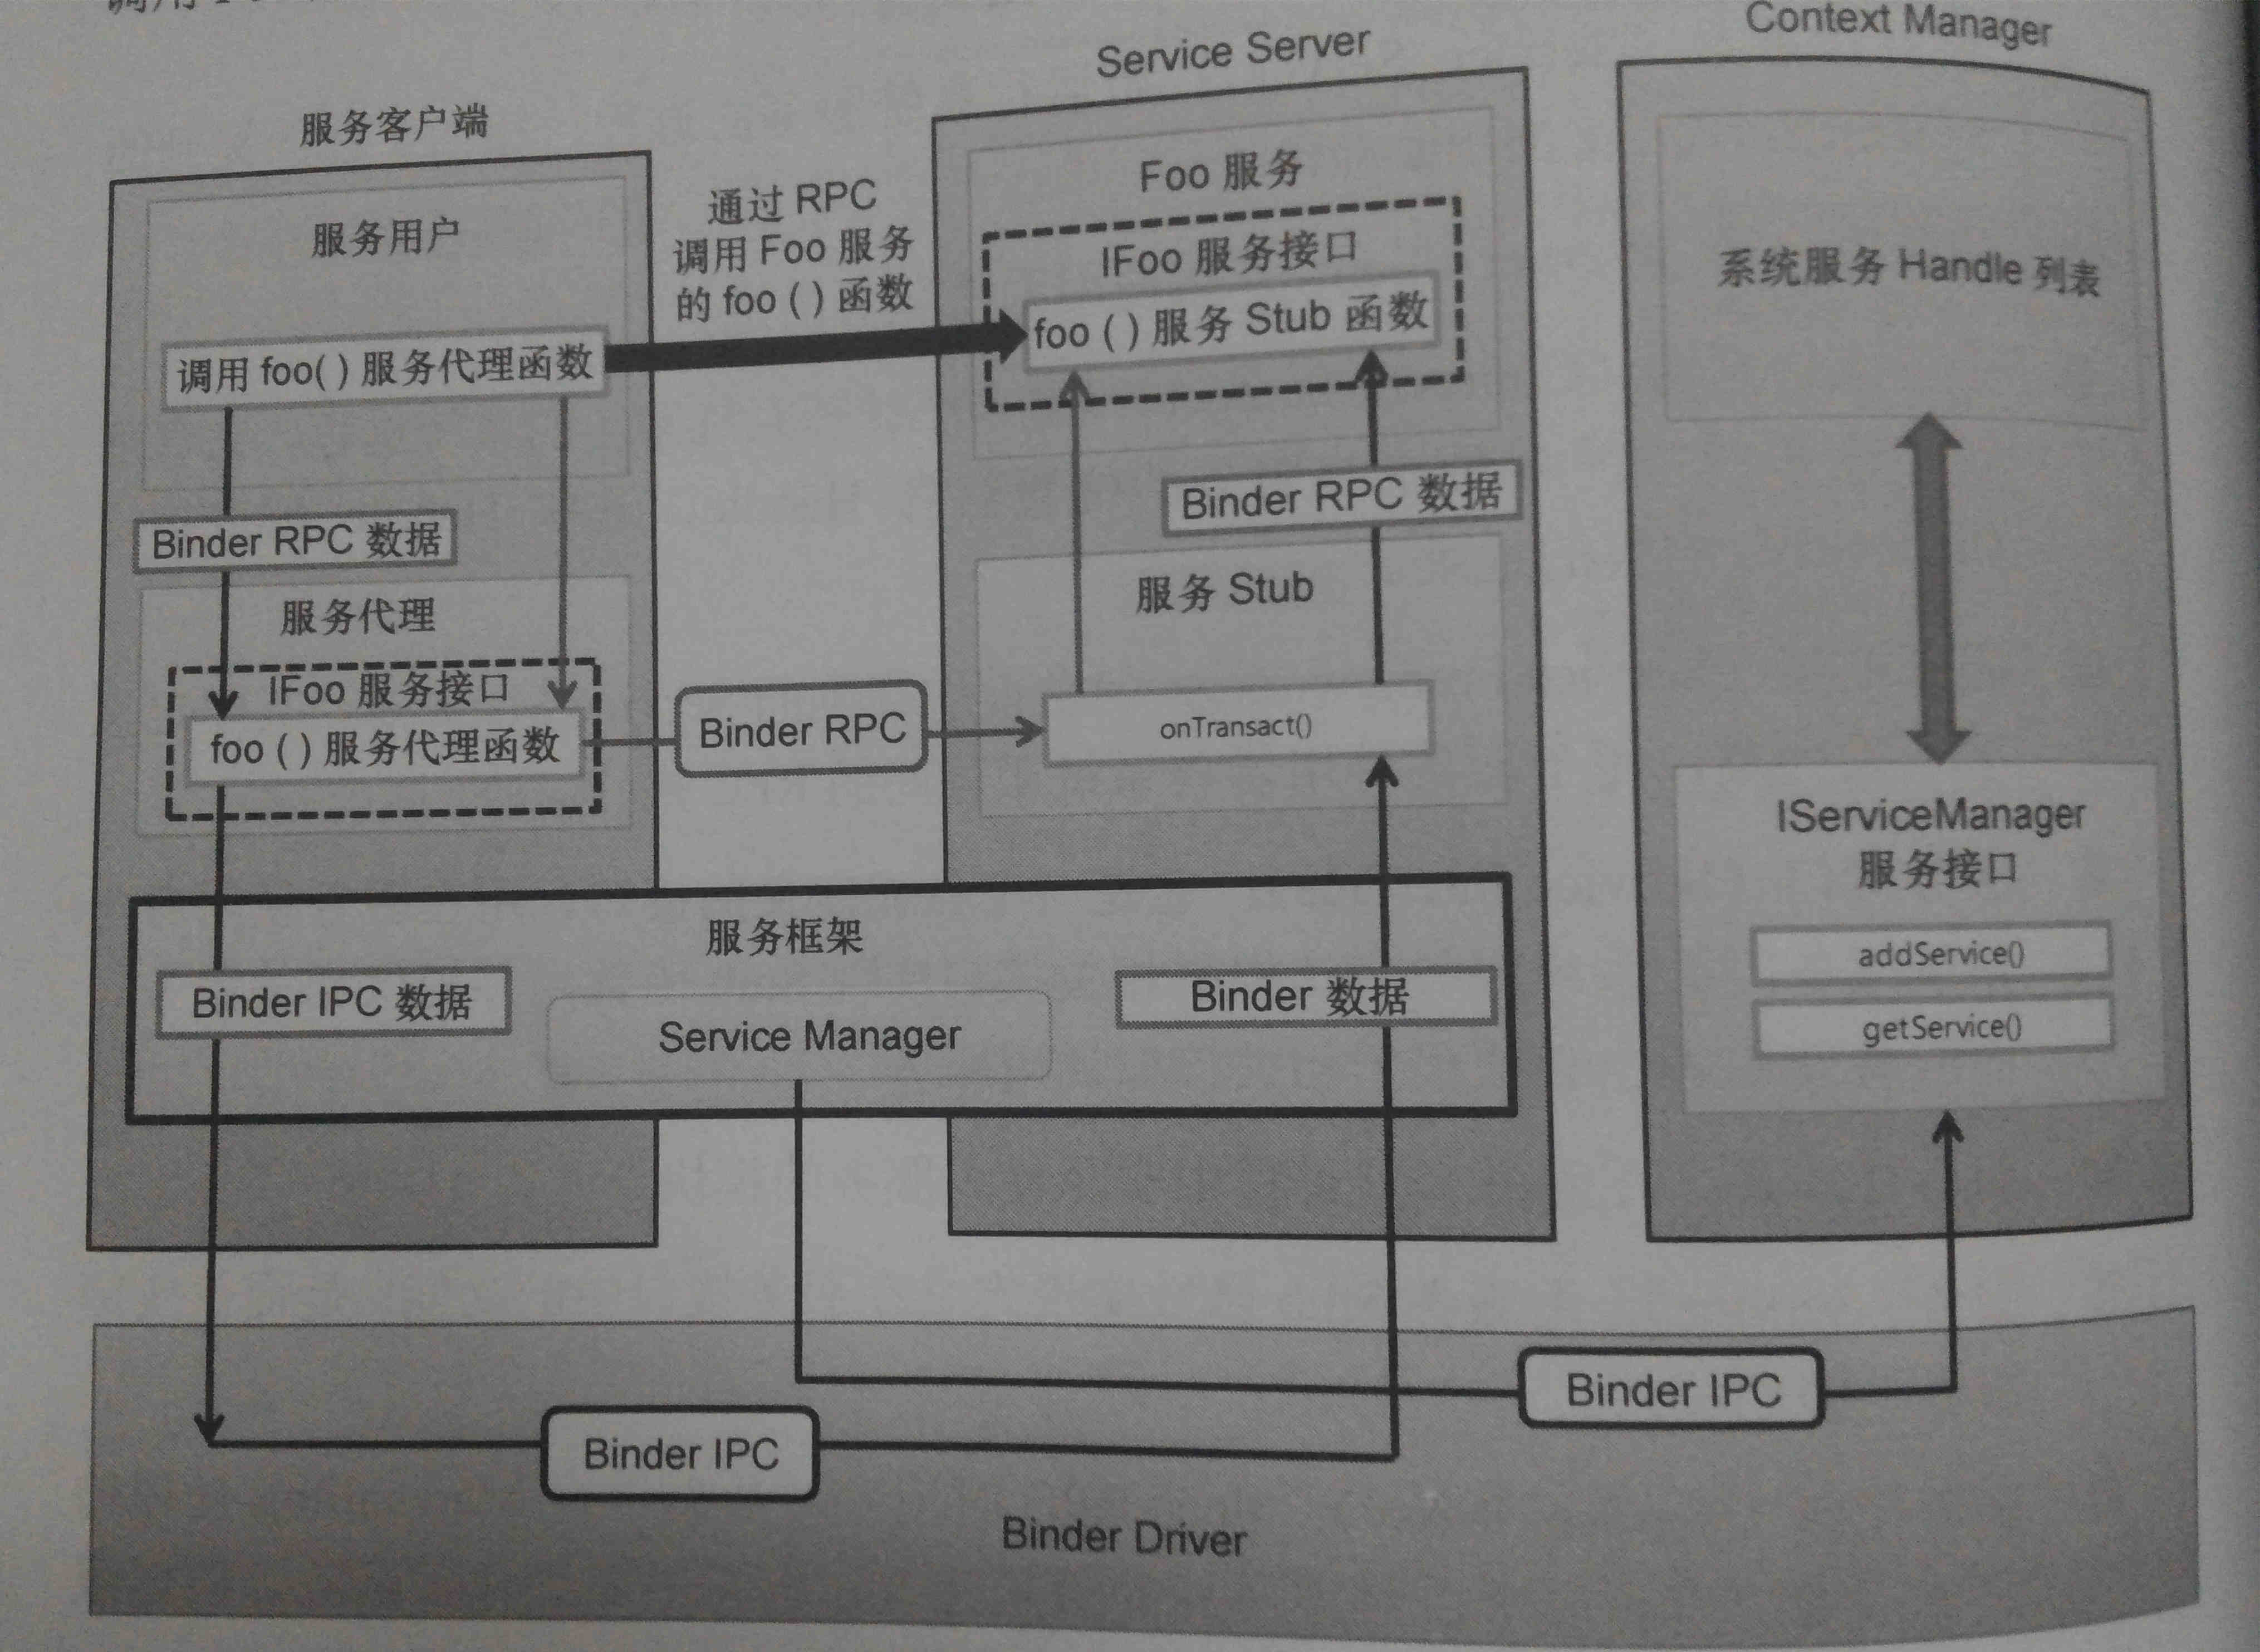 Context Manager
Service Server
服务客户端
服务用户
通过 RPC
调用 Foo 服务
的 foo ( ) 函数
Foo 服务
IFoo 服务接口
foo ( ) 服务 Stub 函数
系统服务 Handle 列表
调用 foo( ) 服务代理函数
Binder RPC 数据
Binder RPC 数据
服务代理
IFoo 服务接口
foo ( ) 服务代理函数
Binder RPC
服务 Stub
onTransact()
IServiceManager
服务接口
addService()
getService()
服务框架
Binder IPC 数据
Service Manager
Binder 数据
Binder IPC
Binder IPC
Binder Driver